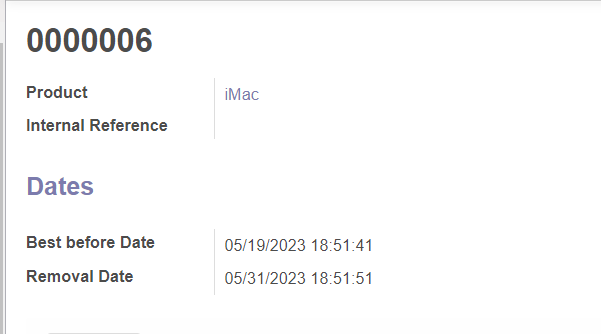 0000006
Product iMac
Internal Reference
Dates
Best before Date 05/19/2023 18:51:41
Removal Date 05/31/2023 18:51:51